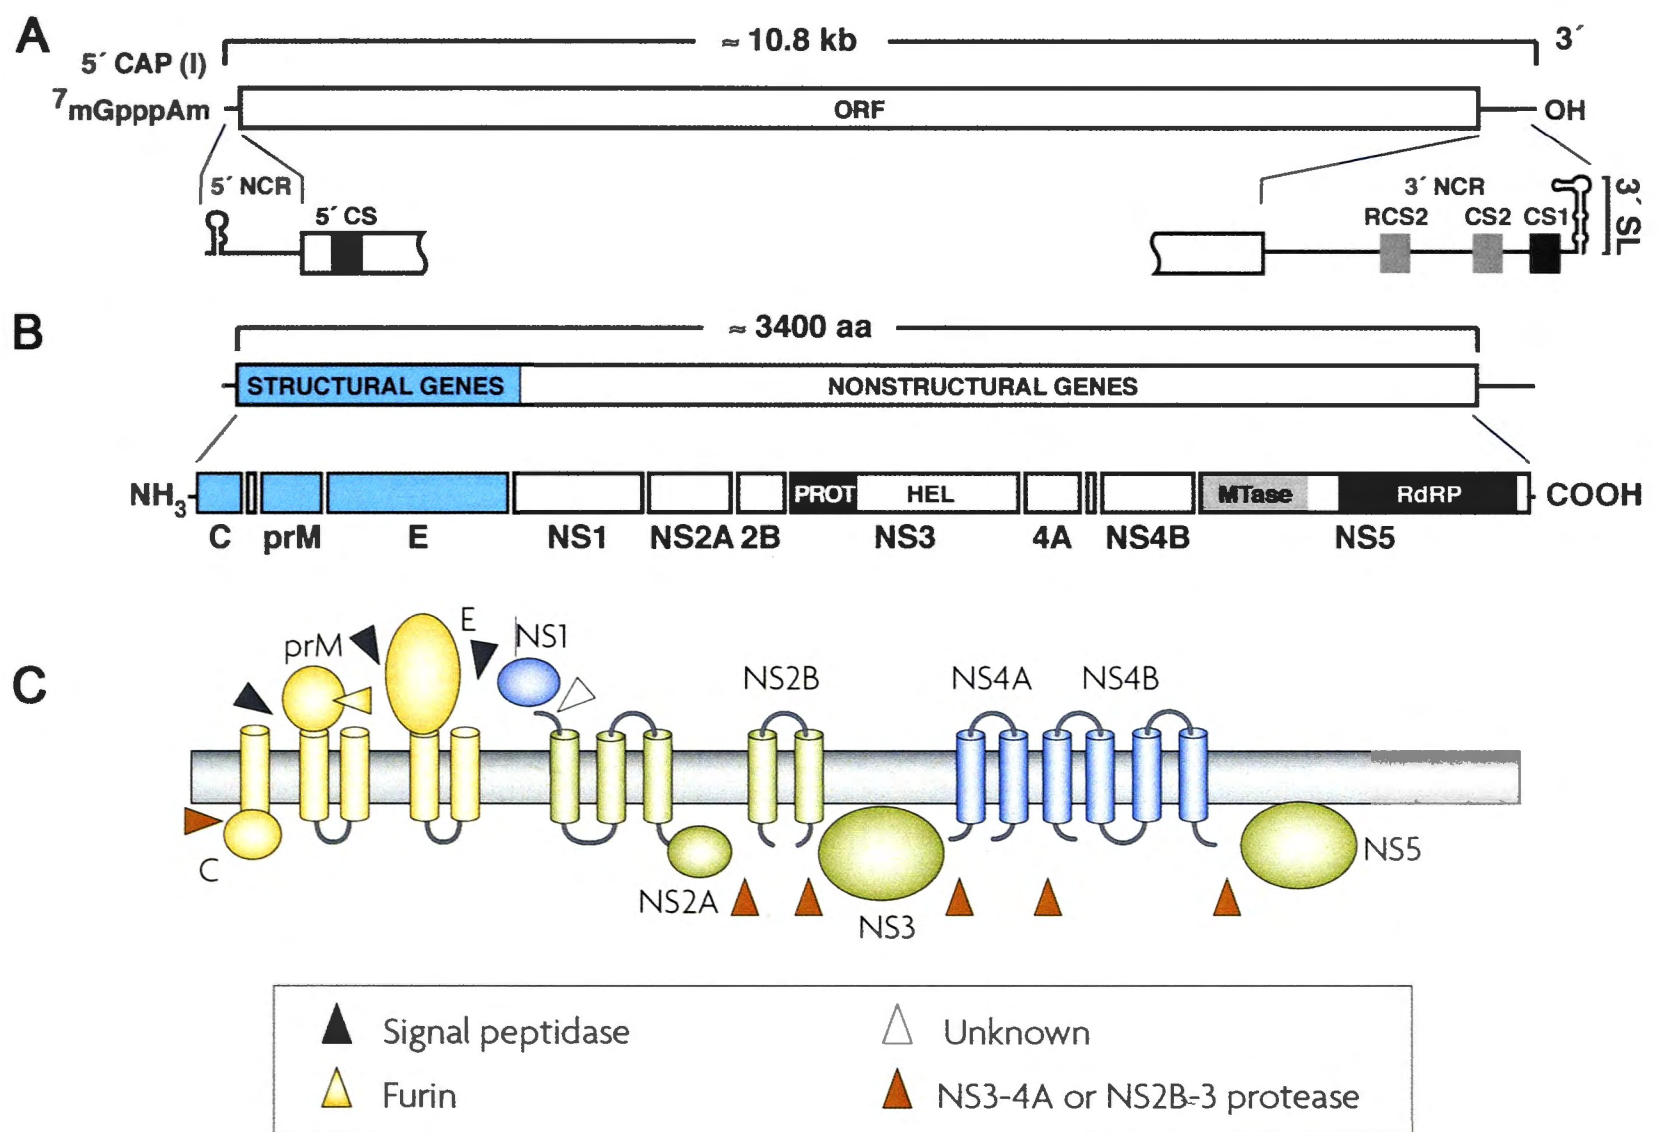 A
≈ 10.8 kb
3´
5´ CAP (I)
7mGpppAm
ORF
OH
5´ NCR
5´ CS
3´ NCR
RCS2 CS2 CS1
3´ SL
B
≈ 3400 aa
STRUCTURAL GENES
NONSTRUCTURAL GENES
NH3
PROT
HEL
MTase
RdRP
COOH
C prM E NS1 NS2A 2B NS3 4A NS4B NS5
C
prM
E
NS1
NS2B
NS4A
NS4B
C
NS2A
NS3
NS5
Signal peptidase
Unknown
Furin
NS3-4A or NS2B-3 protease